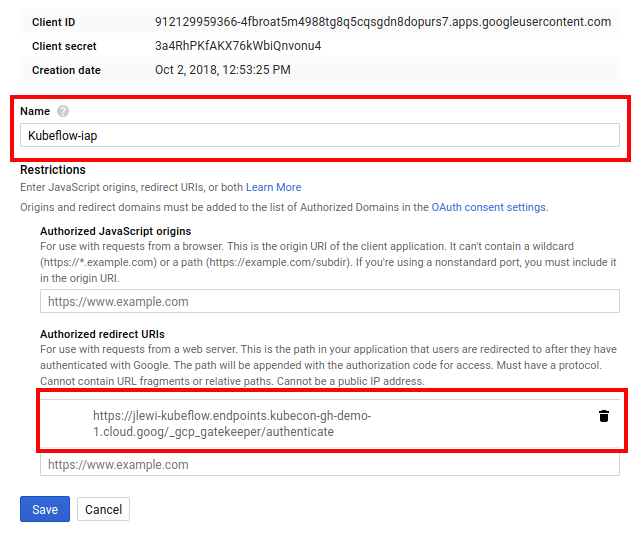 Client ID 912129959366-4fbroat5m4988tg8q5cqsgdn8dopurs7.apps.googleusercontent.com
Client secret 3a4RhPKfAKX76kWbiQnvonu4
Creation date Oct 2, 2018, 12:53:25 PM
Name ?
Kubeflow-iap
Restrictions
Enter JavaScript origins, redirect URIs, or both Learn More
Origins and redirect domains must be added to the list of Authorized Domains in the OAuth consent settings.
Authorized JavaScript origins
For use with requests from a browser. This is the origin URI of the client application. It can't contain a wildcard
(https://*.example.com) or a path (https://example.com/subdir). If you're using a nonstandard port, you must include it
in the origin URI.
https://www.example.com
Authorized redirect URIs
For use with requests from a web server. This is the path in your application that users are redirected to after they have
authenticated with Google. The path will be appended with the authorization code for access. Must have a protocol.
Cannot contain URL fragments or relative paths. Cannot be a public IP address.
https://jlewi-kubeflow.endpoints.kubecon-gh-demo-
1.cloud.goog/_gcp_gatekeeper/authenticate
https://www.example.com
Save Cancel